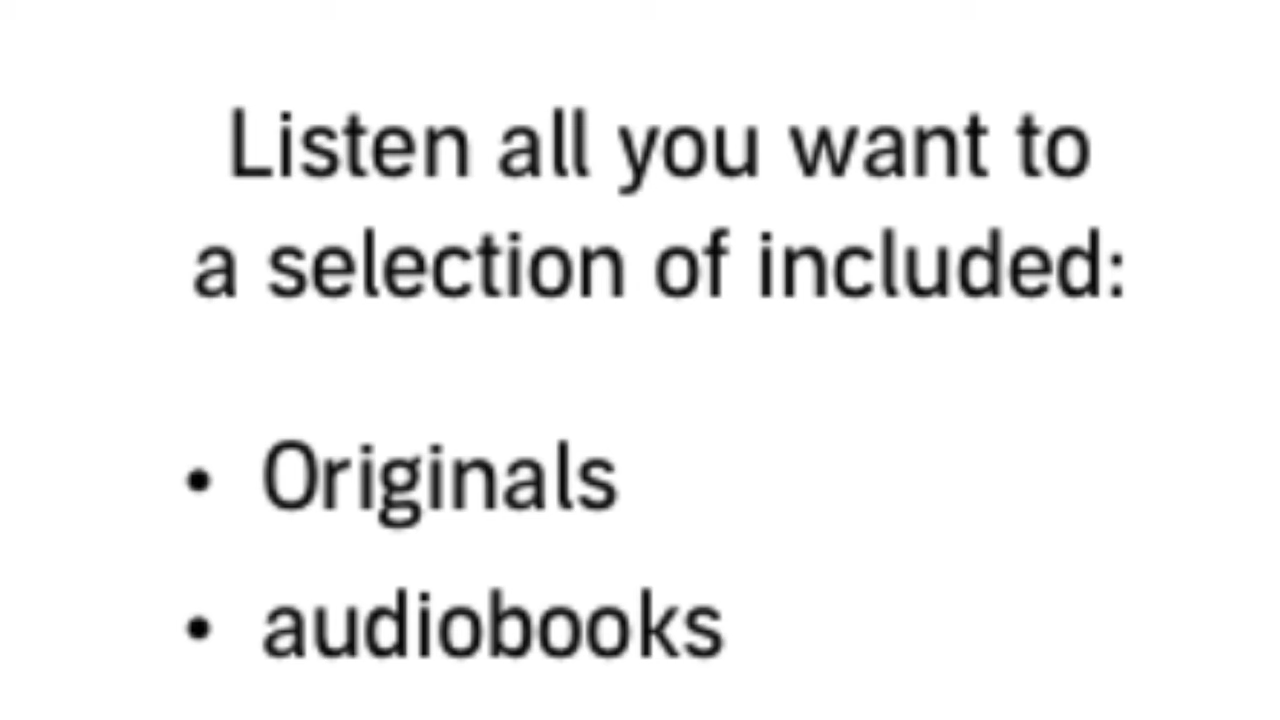 Listen all you want to
a selection of included:
• Originals
• audiobooks